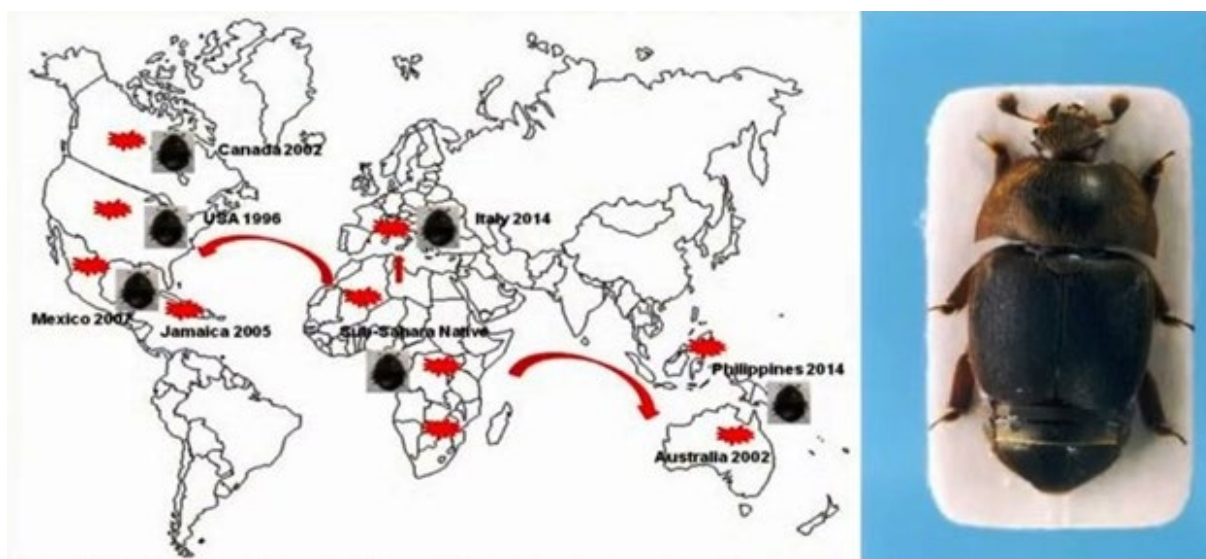 Canada 2002
USA 1996
Italy 2014
Mexico 2007
Jamaica 2005
Sub-Sahara Native
Philippines 2014
Australia 2002